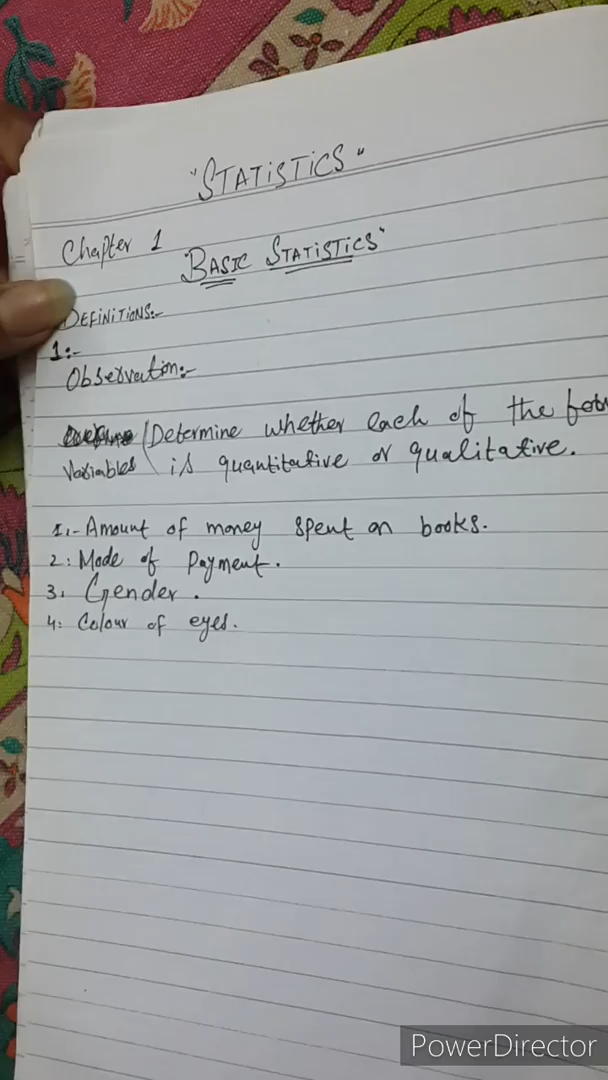 "STATISTICS"
Chapter 1
"BASIC STATISTICS"
DEFINITIONS:-
1:-
Observation:-
(Determine whether each of the
Variables is quantitative or qualitative.
1:- Amount of money spent on books.
2: Mode of Payment.
3. Gender.
4: Colour of eyes.
PowerDirector